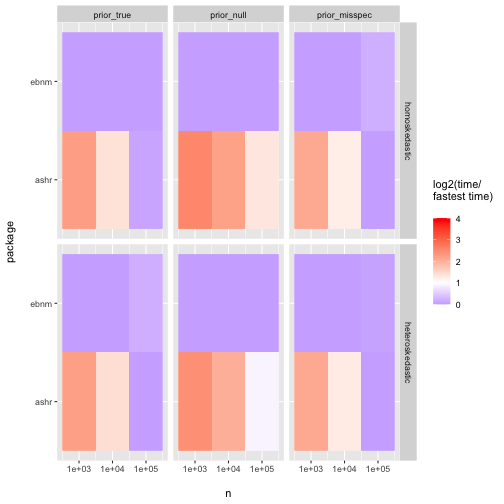 prior_true
prior_null
prior_misspec
package
ebnm
ashr
homoskedastic
ebnm
ashr
heteroskedastic
1e+03
1e+04
1e+05
1e+03
1e+04
1e+05
1e+03
1e+04
1e+05
n
log2(time/
fastest time)
4
3
2
1
0